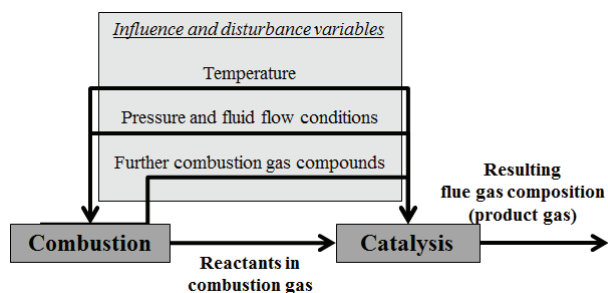 Influence and disturbance variables
Temperature
Pressure and fluid flow conditions
Further combustion gas compounds
Combustion
Reactants in
combustion gas
Catalysis
Resulting
flue gas composition
(product gas)